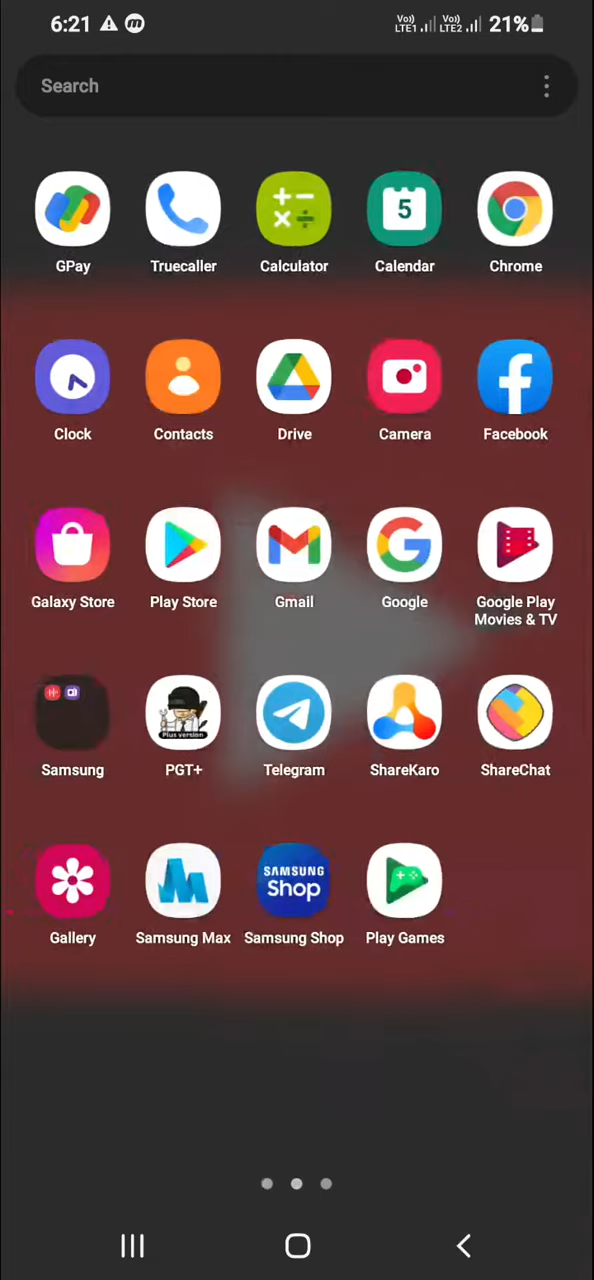 6:21
Vo)) LTE1 Vo)) LTE2 21%
Search
GPay
Truecaller
Calculator
5
Calendar
Chrome
Clock
Contacts
Drive
Camera
Facebook
Galaxy Store
Play Store
Gmail
Google
Google Play
Movies & TV
Samsung
Plus version
PGT+
Telegram
ShareKaro
ShareChat
Gallery
Samsung Max
SAMSUNG
Shop
Samsung Shop
Play Games